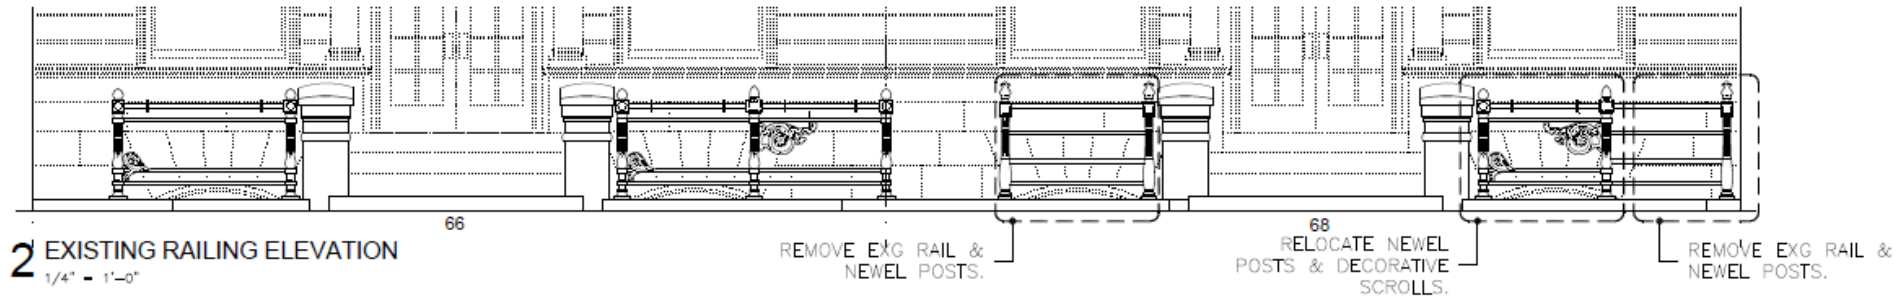 66
68
2 EXISTING RAILING ELEVATION
1/4" = 1'-0"
REMOVE EXG RAIL &
NEWEL POSTS.
RELOCATE NEWEL
POSTS & DECORATIVE
SCROLLS.
REMOVE EXG RAIL &
NEWEL POSTS.